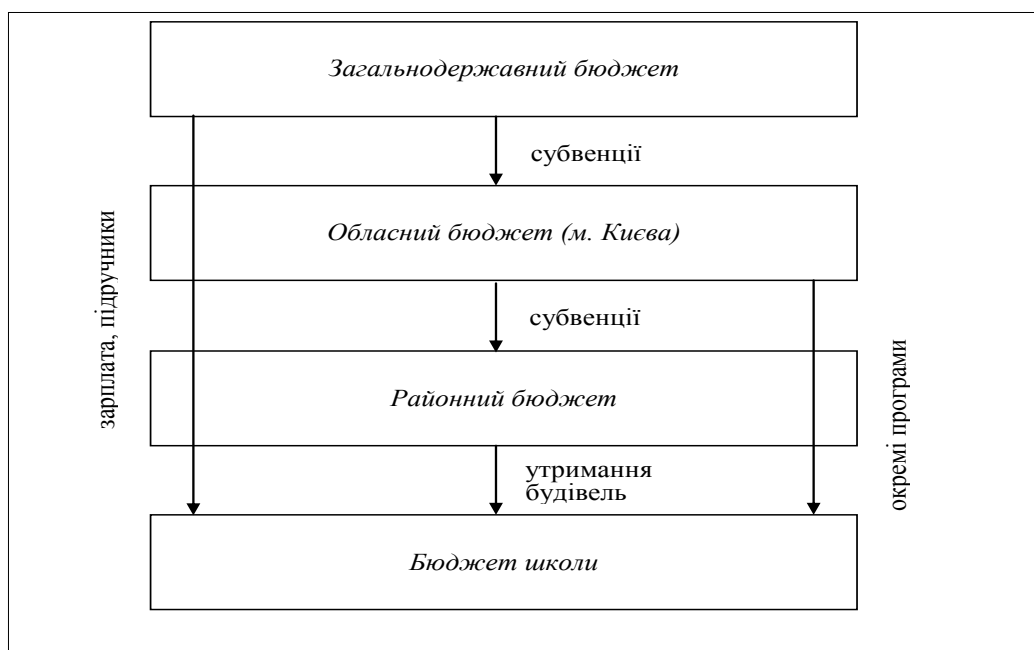 Загальнодержавний бюджет
субвенції
Обласний бюджет (м. Києва)
субвенції
зарплата, підручники
Районний бюджет
окремі програми
утримання
будівель
Бюджет школи